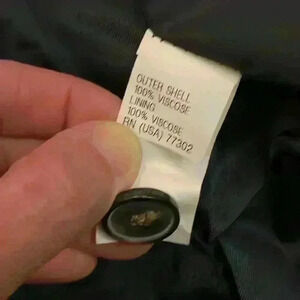 OUTER SHELL
100% VISCOSE
LINING
100% VISCOSE
RN (USA) 77302